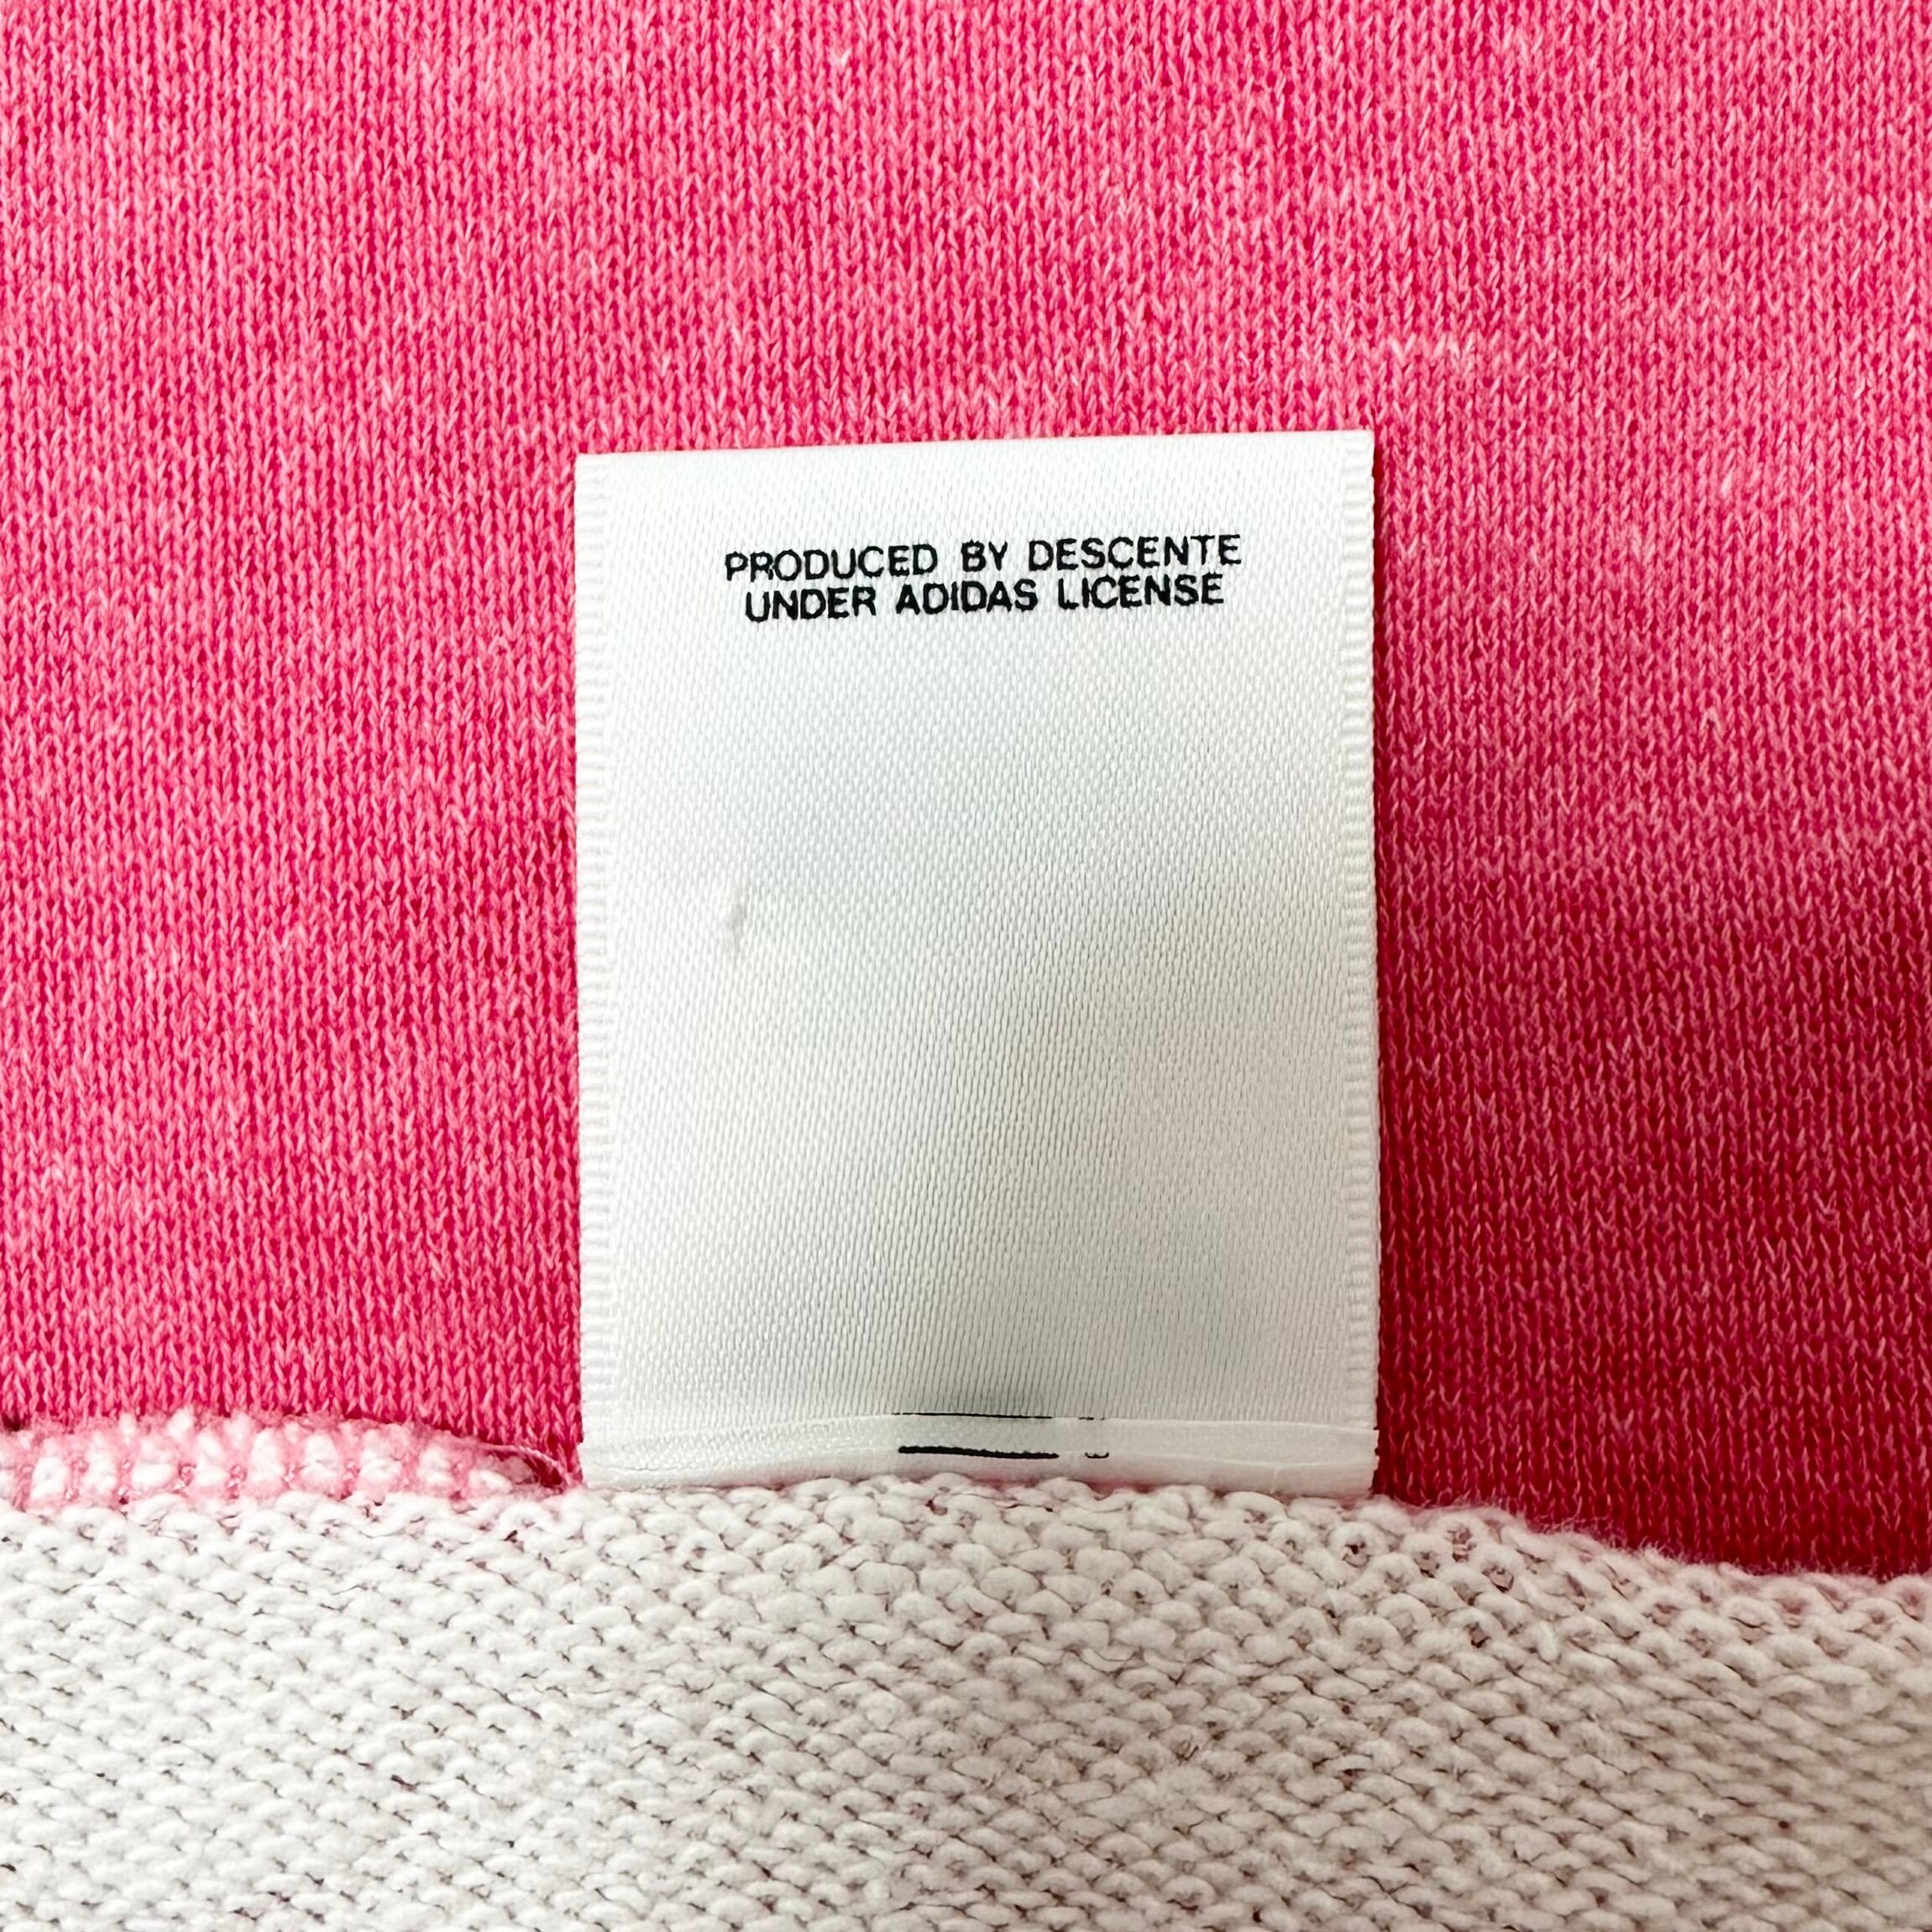 PRODUCED BY DESCENTE
UNDER ADIDAS LICENSE